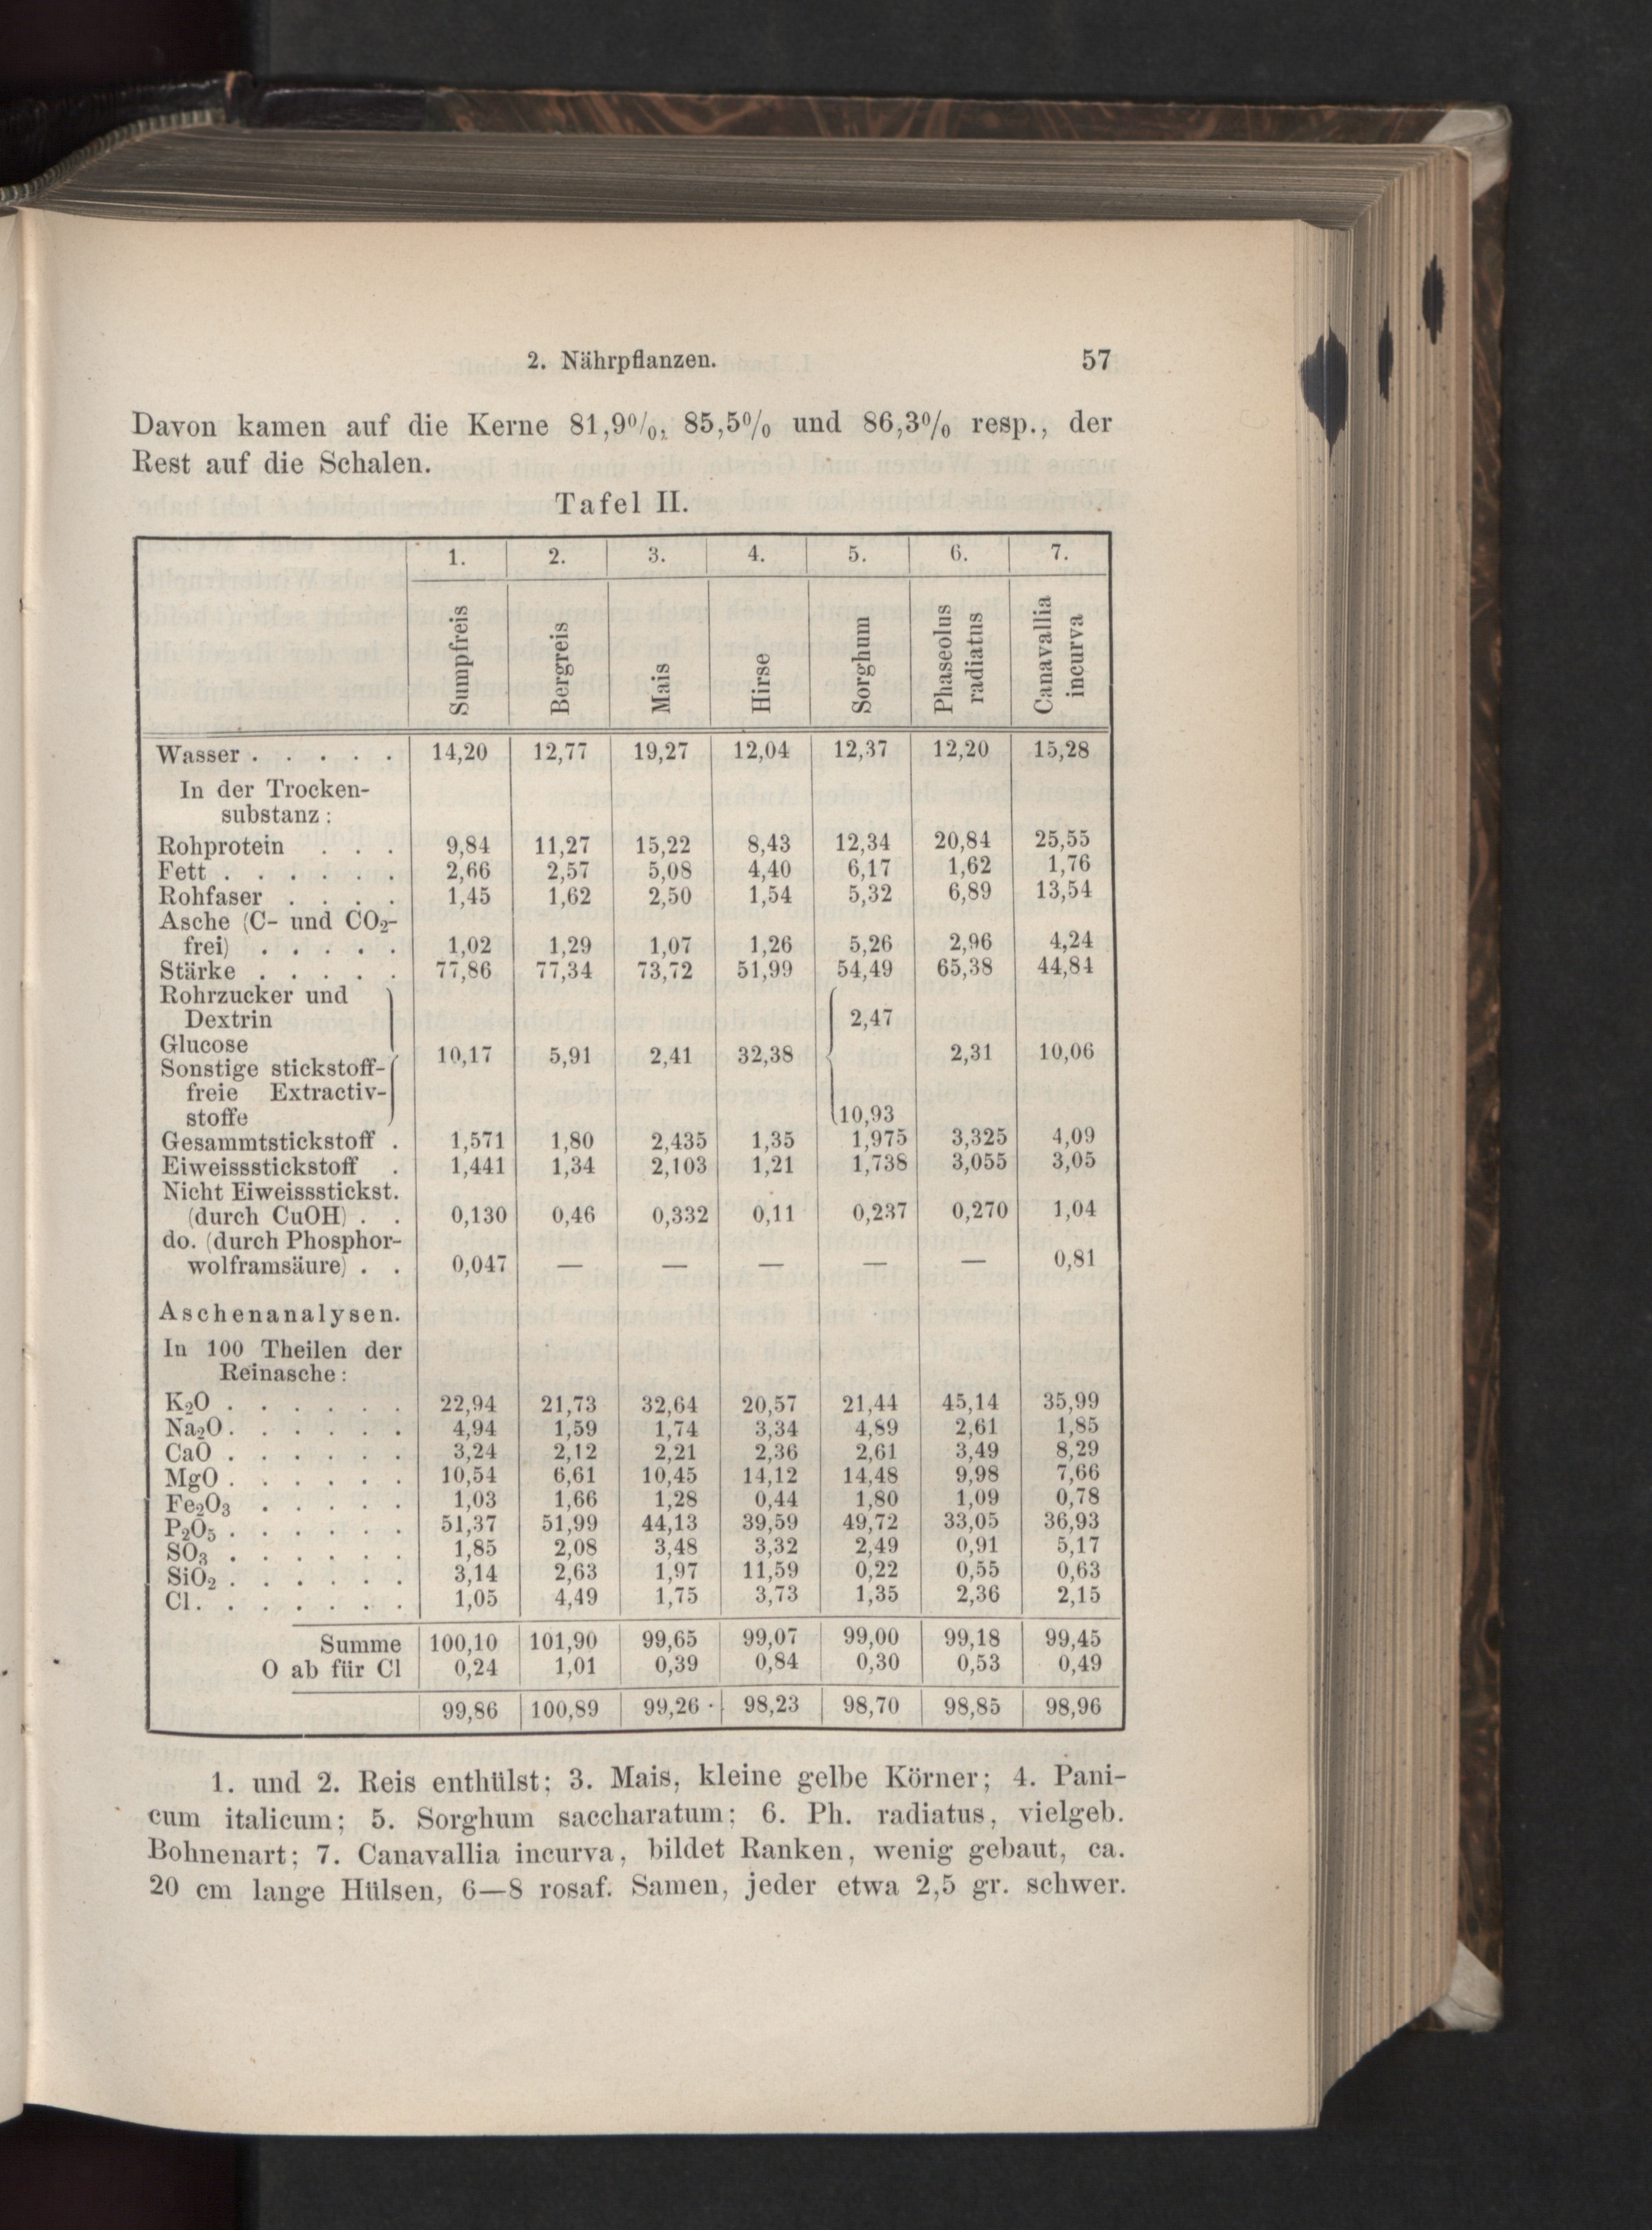 2. Nährpflanzen. 57
Davon kamen auf die Kerne 81,9%, 85,5% und 86,3% resp., der
Rest auf die Schalen.
Tafel II.
1. 2. 3. 4. 5. 6. 7.
Sumpfreis Bergreis Mais Hirse Sorghum Phaseolus radiatus Canavallia incurva
Wasser . . . . . 14,20 12,77 19,27 12,04 12,37 12,20 15,28
In der Trocken-
substanz:
Rohprotein . . . 9,84 11,27 15,22 8,43 12,34 20,84 25,55
Fett . . . . . . 2,66 2,57 5,08 4,40 6,17 1,62 1,76
Rohfaser . . . . 1,45 1,62 2,50 1,54 5,32 6,89 13,54
Asche (C- und CO2-
frei) . . . . . 1,02 1,29 1,07 1,26 5,26 2,96 4,24
Stärke . . . . . 77,86 77,34 73,72 51,99 54,49 65,38 44,84
Rohrzucker und
Dextrin 2,47
Glucose
10,17 5,91 2,41 32,38 2,31 10,06
Sonstige stickstoff-
freie Extractiv-
stoffe 10,93
Gesammtstickstoff . 1,571 1,80 2,435 1,35 1,975 3,325 4,09
Eiweissstickstoff . 1,441 1,34 2,103 1,21 1,738 3,055 3,05
Nicht Eiweissstickst.
(durch CuOH) . . 0,130 0,46 0,332 0,11 0,237 0,270 1,04
do. (durch Phosphor-
wolframsäure) . . 0,047 — — — — — 0,81
Aschenanalysen.
In 100 Theilen der
Reinasche:
K2O . . . . . . 22,94 21,73 32,64 20,57 21,44 45,14 35,99
Na2O . . . . . . 4,94 1,59 1,74 3,34 4,89 2,61 1,85
CaO . . . . . . 3,24 2,12 2,21 2,36 2,61 3,49 8,29
MgO . . . . . . 10,54 6,61 10,45 14,12 14,48 9,98 7,66
Fe2O3 . . . . . 1,03 1,66 1,28 0,44 1,80 1,09 0,78
P2O5 . . . . . . 51,37 51,99 44,13 39,59 49,72 33,05 36,93
SO3 . . . . . . 1,85 2,08 3,48 3,32 2,49 0,91 5,17
SiO2 . . . . . . 3,14 2,63 1,97 11,59 0,22 0,55 0,63
Cl . . . . . . . 1,05 4,49 1,75 3,73 1,35 2,36 2,15
Summe 100,10 101,90 99,65 99,07 99,00 99,18 99,45
O ab für Cl 0,24 1,01 0,39 0,84 0,30 0,53 0,49
99,86 100,89 99,26 98,23 98,70 98,85 98,96
1. und 2. Reis enthülst; 3. Mais, kleine gelbe Körner; 4. Pani-
cum italicum; 5. Sorghum saccharatum; 6. Ph. radiatus, vielgeb.
Bohnenart; 7. Canavallia incurva, bildet Ranken, wenig gebaut, ca.
20 cm lange Hülsen, 6—8 rosaf. Samen, jeder etwa 2,5 gr. schwer.